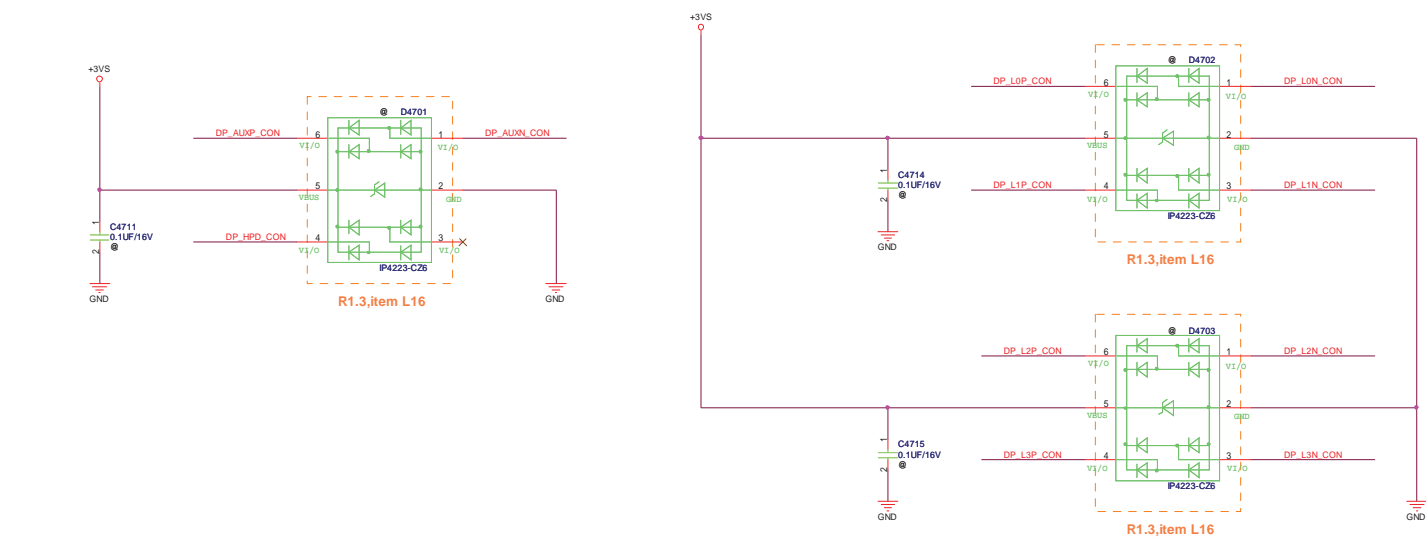 +3VS
@ D4701
DP_AUXP_CON
6
1
DP_AUXN_CON
VI/O
VI/O
5
2
VBUS
GND
C4711
0.1UF/16V
@
1
2
DP_HPD_CON
4
3
VI/O
VI/O
IP4223-CZ6
GND
GND
R1.3,item L16
+3VS
@ D4702
DP_L0P_CON
6
1
DP_L0N_CON
VI/O
VI/O
5
2
VBUS
GND
1
C4714
0.1UF/16V
@
2
DP_L1P_CON
4
3
DP_L1N_CON
VI/O
VI/O
IP4223-CZ6
GND
R1.3,item L16
@ D4703
DP_L2P_CON
6
1
DP_L2N_CON
VI/O
VI/O
5
2
VBUS
GND
1
C4715
0.1UF/16V
@
2
DP_L3P_CON
4
3
DP_L3N_CON
VI/O
VI/O
IP4223-CZ6
GND
GND
R1.3,item L16